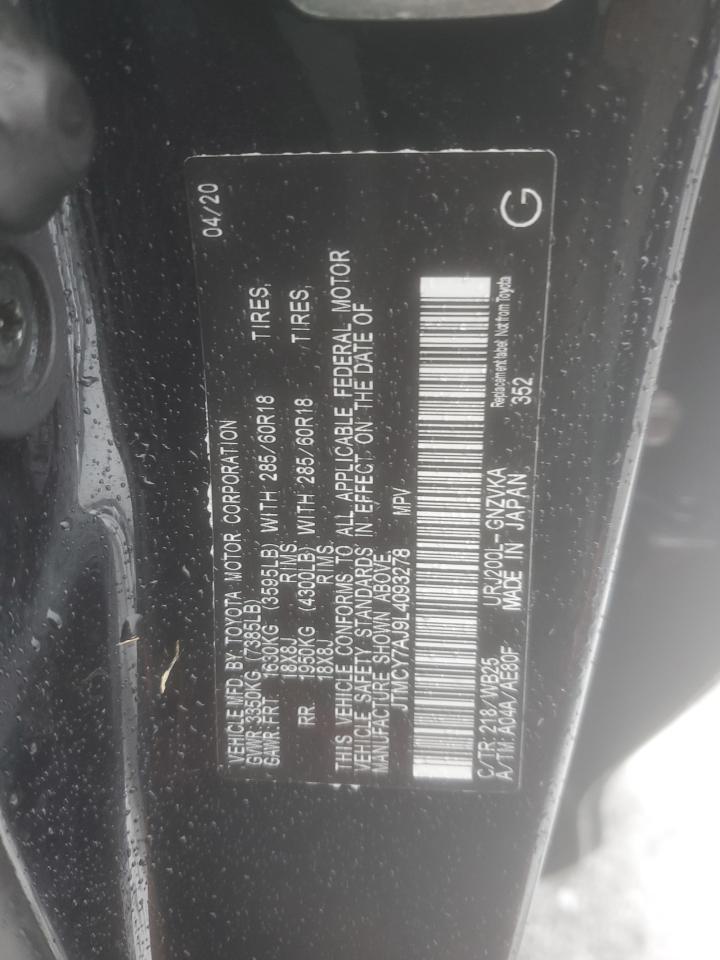 VEHICLE MFD. BY TOYOTA MOTOR CORPORATION 04/20
GVWR:3350KG (7385LB)
GAWR:FRT 1630KG (3595LB) WITH 285/60R18 TIRES,
18X8J RIMS
RR 1950KG (4300LB) WITH 285/60R18 TIRES,
18X8J RIMS.
THIS VEHICLE CONFORMS TO ALL APPLICABLE FEDERAL MOTOR
VEHICLE SAFETY STANDARDS IN EFFECT ON THE DATE OF
MANUFACTURE SHOWN ABOVE.
JTMCY7AJ9L4093278 MPV
C/TR:218/WB25 URJ200L-GNZVKA Replacement label: Not from Toyota
A/TM:A04A/AE80F MADE IN JAPAN 352
G